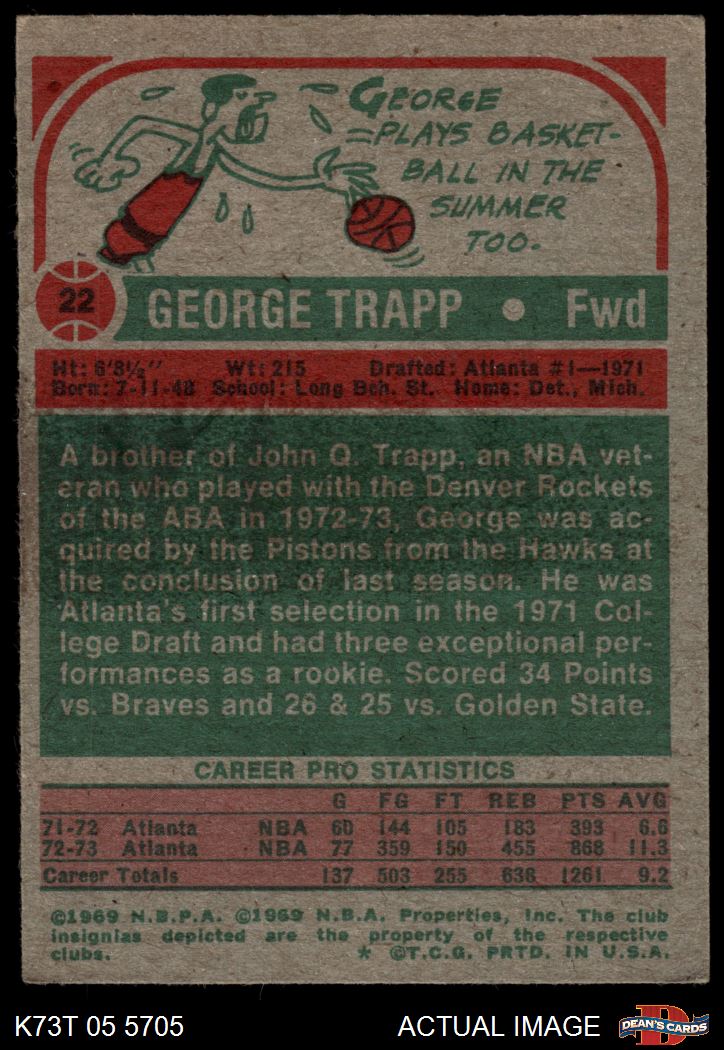 GEORGE
PLAYS BASKET-
BALL IN THE
SUMMER
TOO.
22 GEORGE TRAPP • Fwd
Ht: 6'8½" Wt: 215 Drafted: Atlanta #1—1971
Born: 7-11-48 School: Long Bch. St. Home: Det., Mich.
A brother of John Q. Trapp, an NBA vet-
eran who played with the Denver Rockets
of the ABA in 1972-73, George was ac-
quired by the Pistons from the Hawks at
the conclusion of last season. He was
Atlanta's first selection in the 1971 Col-
lege Draft and had three exceptional per-
formances as a rookie. Scored 34 Points
vs. Braves and 26 & 25 vs. Golden State.
CAREER PRO STATISTICS
G FG FT REB PTS AVG
71-72 Atlanta NBA 60 144 105 183 393 6.6
72-73 Atlanta NBA 77 359 150 455 868 11.3
Career Totals 137 503 255 638 1261 9.2
©1969 N.B.P.A. ©1969 N.B.A. Properties, Inc. The club
insignias depicted are the property of the respective
clubs. * ©T.C.G. PRTD. IN U.S.A.
K73T 05 5705 ACTUAL IMAGE D DEAN'S CARDS